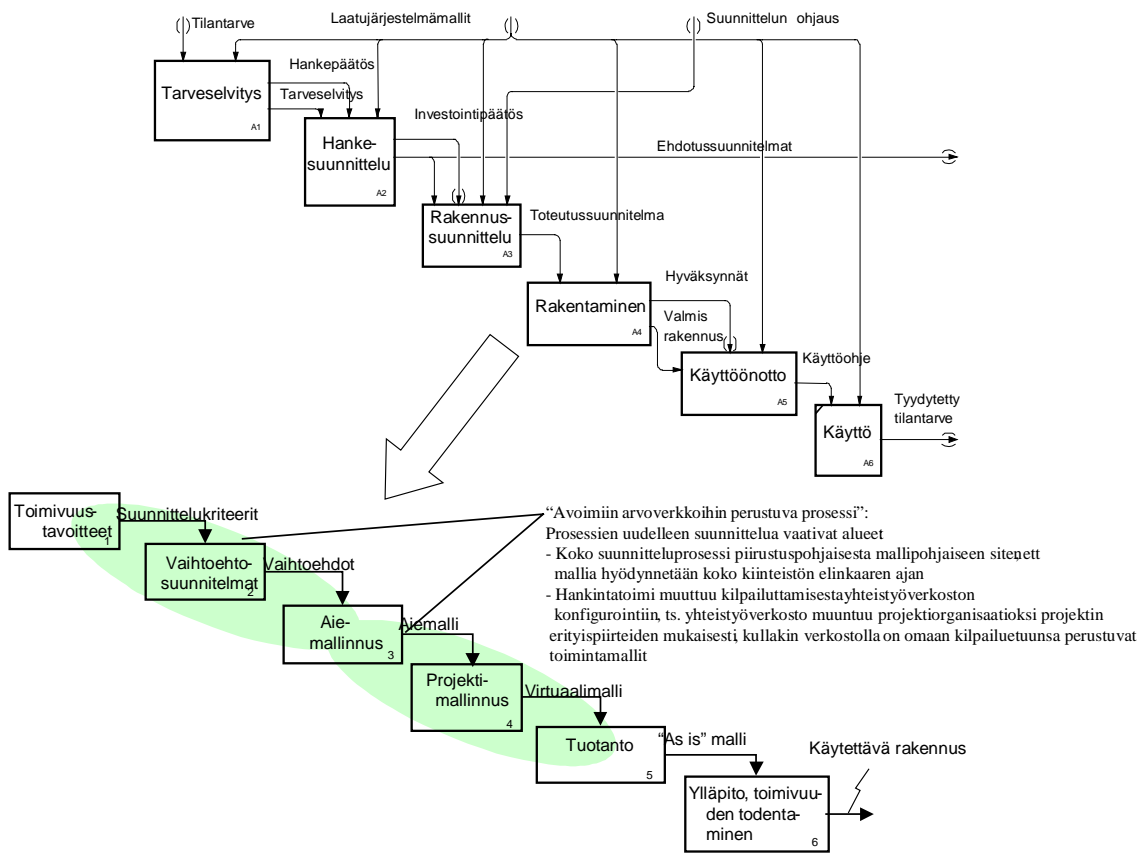 Tilantarve
Laatujärjestelmämallit
Suunnittelun ohjaus
Tarveselvitys
A1
Hankepäätös
Tarveselvitys
Hanke-
suunnittelu
A2
Investointipäätös
Ehdotussuunnitelmat
Rakennus-
suunnittelu
A3
Toteutussuunnitelma
Rakentaminen
A4
Hyväksynnät
Valmis
rakennus
Käyttöönotto
A5
Käyttöohje
Käyttö
A6
Tyydytetty
tilantarve
Toimivuus-
tavoitteet
1
Suunnittelukriteerit
Vaihtoehto-
suunnitelmat
2
Vaihtoehdot
Aie-
mallinnus
3
Aiemalli
Projekti-
mallinnus
4
Virtuaalimalli
Tuotanto
5
“As is” malli
Ylläpito, toimivuu-
den todenta-
minen
6
Käytettävä rakennus
“Avoimiin arvoverkkoihin perustuva prosessi”:
Prosessien uudelleen suunnittelua vaativat alueet
- Koko suunnitteluprosessi piirustuspohjaisesta mallipohjaiseen siten,ett
mallia hyödynnetään koko kiinteistön elinkaaren ajan
- Hankintatoimi muuttuu kilpailuttamisestayhteistyöverkoston
konfigurointiin, ts. yhteistyöverkosto muuntuu projektiorganisaatioksi projektin
erityispiirteiden mukaisesti, kullakin verkostolla on omaan kilpailuetuunsa perustuvat
toimintamallit